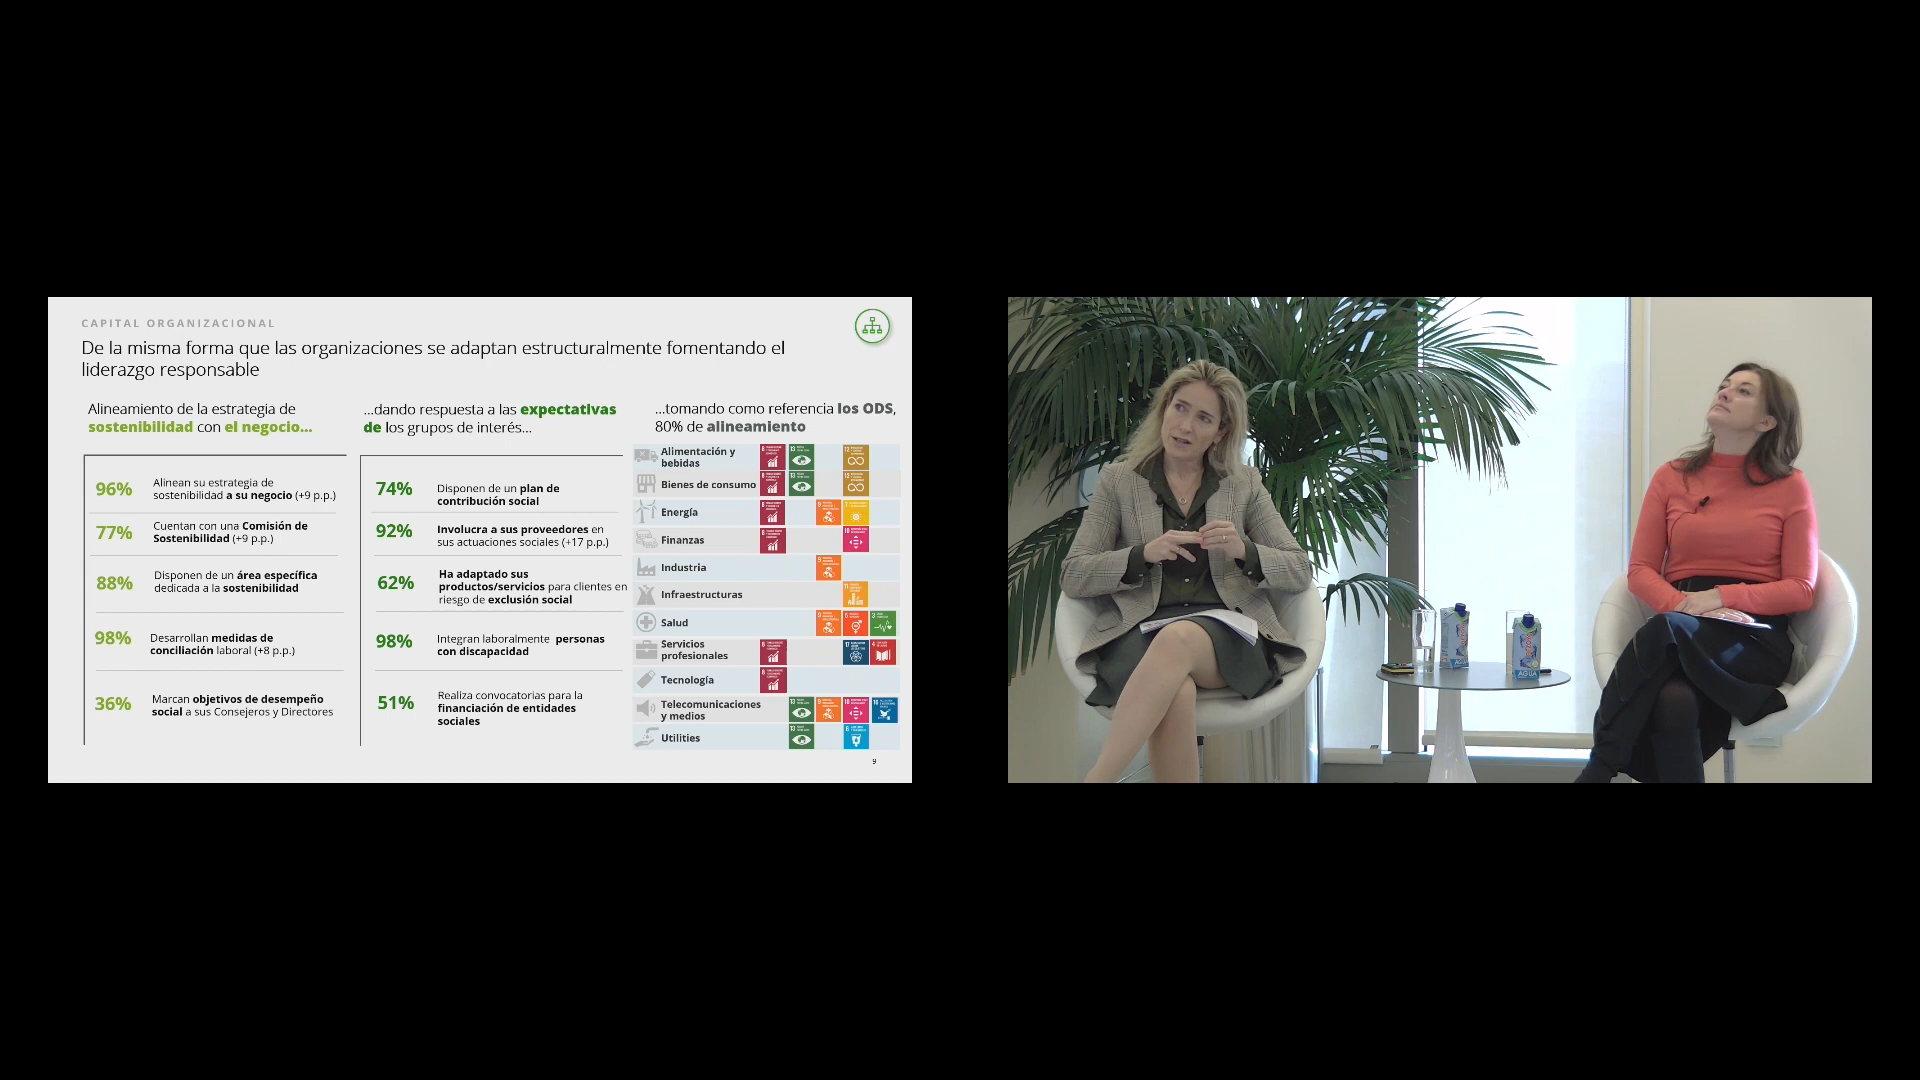 CAPITAL ORGANIZACIONAL
De la misma forma que las organizaciones se adaptan estructuralmente fomentando el
liderazgo responsable
Alineamiento de la estrategia de
sostenibilidad con el negocio...
96%
Alinean su estrategia de
sostenibilidad a su negocio (+9 p.p.)
77%
Cuentan con una Comisión de
Sostenibilidad (+9 p.p.)
88%
Disponen de un área específica
dedicada a la sostenibilidad
98%
Desarrollan medidas de
conciliación laboral (+8 p.p.)
36%
Marcan objetivos de desempeño
social a sus Consejeros y Directores
...dando respuesta a las expectativas
de los grupos de interés...
74%
Disponen de un plan de
contribución social
92%
Involucra a sus proveedores en
sus actuaciones sociales (+17 p.p.)
62%
Ha adaptado sus
productos/servicios para clientes en
riesgo de exclusión social
98%
Integran laboralmente personas
con discapacidad
51%
Realiza convocatorias para la
financiación de entidades
sociales
...tomando como referencia los ODS,
80% de alineamiento
Alimentación y
bebidas
Bienes de consumo
Energía
Finanzas
Industria
Infraestructuras
Salud
Servicios
profesionales
Tecnología
Telecomunicaciones
y medios
Utilities
9
AGUA